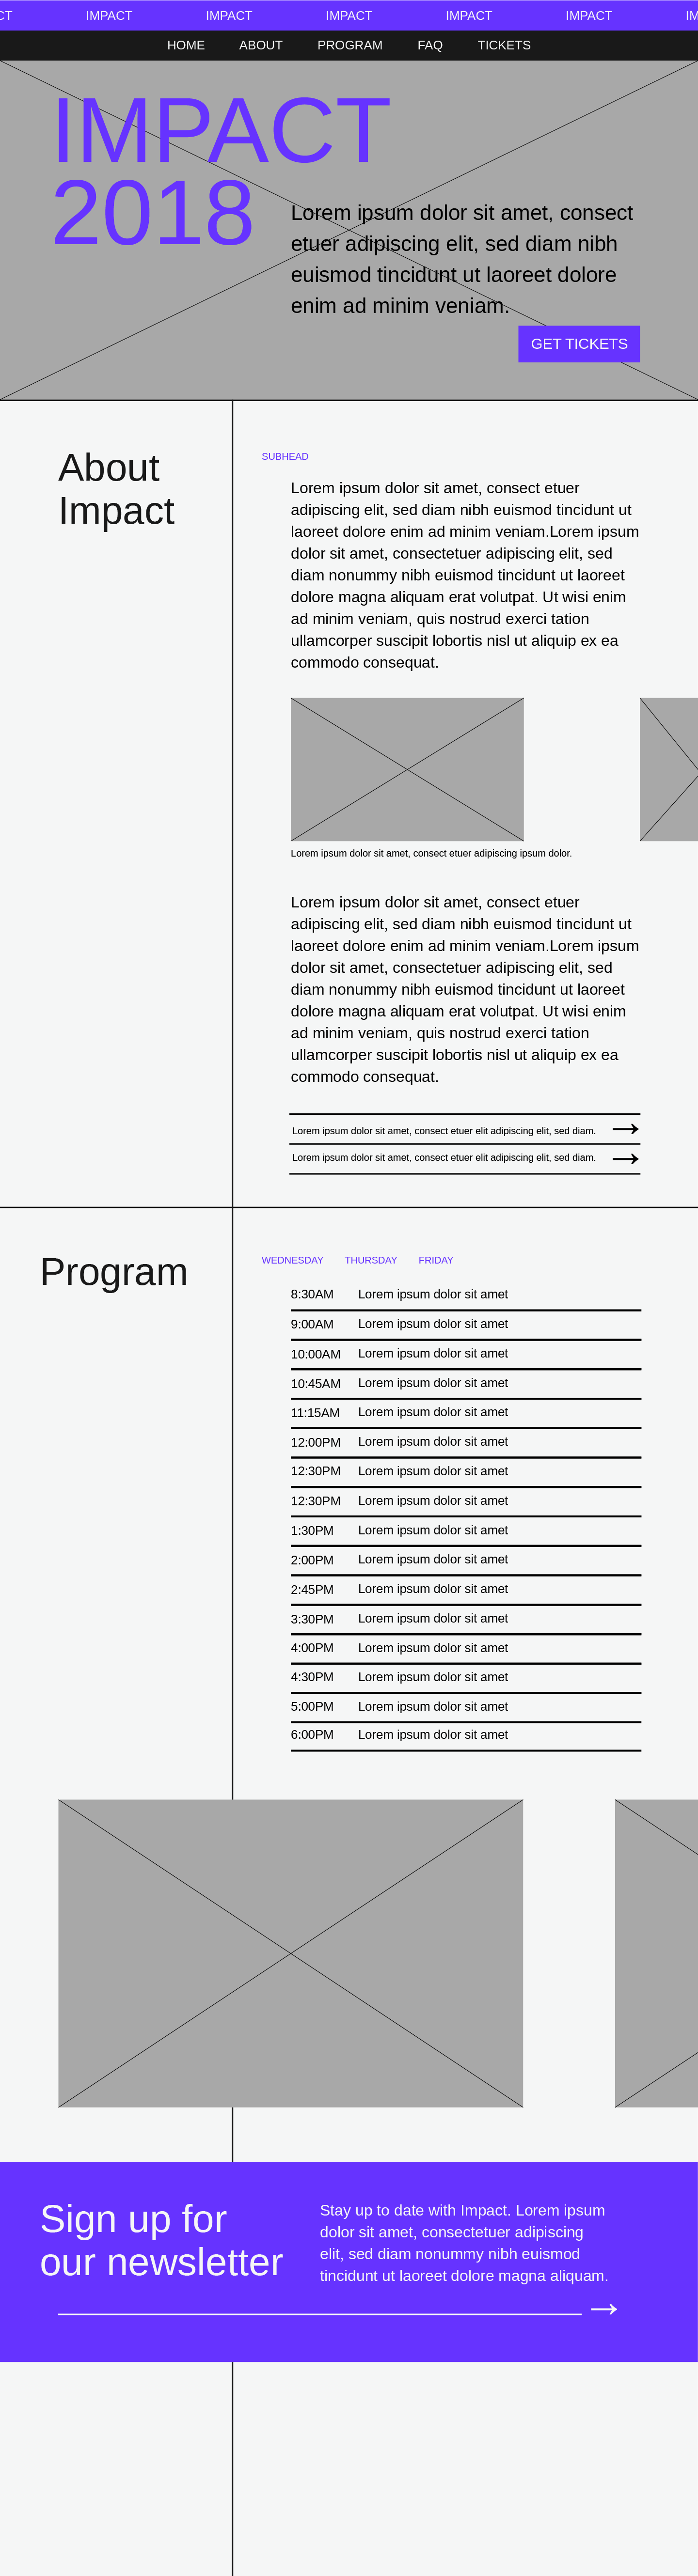 CT IMPACT IMPACT IMPACT IMPACT IMPACT IM
HOME ABOUT PROGRAM FAQ TICKETS
IMPACT
2018
Lorem ipsum dolor sit amet, consect
etuer adipiscing elit, sed diam nibh
euismod tincidunt ut laoreet dolore
enim ad minim veniam.
GET TICKETS
About
Impact
SUBHEAD
Lorem ipsum dolor sit amet, consect etuer
adipiscing elit, sed diam nibh euismod tincidunt ut
laoreet dolore enim ad minim veniam.Lorem ipsum
dolor sit amet, consectetuer adipiscing elit, sed
diam nonummy nibh euismod tincidunt ut laoreet
dolore magna aliquam erat volutpat. Ut wisi enim
ad minim veniam, quis nostrud exerci tation
ullamcorper suscipit lobortis nisl ut aliquip ex ea
commodo consequat.
Lorem ipsum dolor sit amet, consect etuer adipiscing ipsum dolor.
Lorem ipsum dolor sit amet, consect etuer
adipiscing elit, sed diam nibh euismod tincidunt ut
laoreet dolore enim ad minim veniam.Lorem ipsum
dolor sit amet, consectetuer adipiscing elit, sed
diam nonummy nibh euismod tincidunt ut laoreet
dolore magna aliquam erat volutpat. Ut wisi enim
ad minim veniam, quis nostrud exerci tation
ullamcorper suscipit lobortis nisl ut aliquip ex ea
commodo consequat.
Lorem ipsum dolor sit amet, consect etuer elit adipiscing elit, sed diam.
Lorem ipsum dolor sit amet, consect etuer elit adipiscing elit, sed diam.
Program
WEDNESDAY THURSDAY FRIDAY
8:30AM Lorem ipsum dolor sit amet
9:00AM Lorem ipsum dolor sit amet
10:00AM Lorem ipsum dolor sit amet
10:45AM Lorem ipsum dolor sit amet
11:15AM Lorem ipsum dolor sit amet
12:00PM Lorem ipsum dolor sit amet
12:30PM Lorem ipsum dolor sit amet
12:30PM Lorem ipsum dolor sit amet
1:30PM Lorem ipsum dolor sit amet
2:00PM Lorem ipsum dolor sit amet
2:45PM Lorem ipsum dolor sit amet
3:30PM Lorem ipsum dolor sit amet
4:00PM Lorem ipsum dolor sit amet
4:30PM Lorem ipsum dolor sit amet
5:00PM Lorem ipsum dolor sit amet
6:00PM Lorem ipsum dolor sit amet
Sign up for
our newsletter
Stay up to date with Impact. Lorem ipsum
dolor sit amet, consectetuer adipiscing
elit, sed diam nonummy nibh euismod
tincidunt ut laoreet dolore magna aliquam.